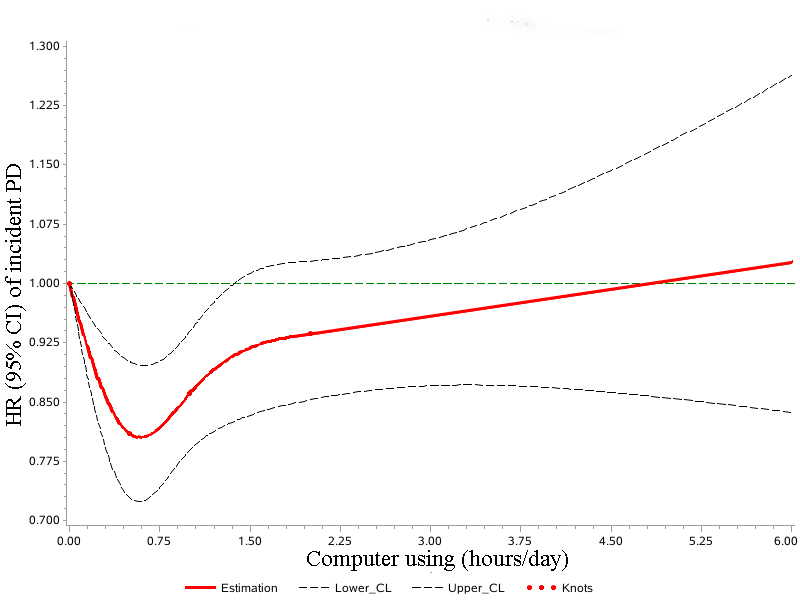 HR (95% CI) of incident PD
1.300
1.225
1.150
1.075
1.000
0.925
0.850
0.775
0.700
0.00 0.75 1.50 2.25 3.00 3.75 4.50 5.25 6.00
Computer using (hours/day)
Estimation Lower_CL Upper_CL Knots